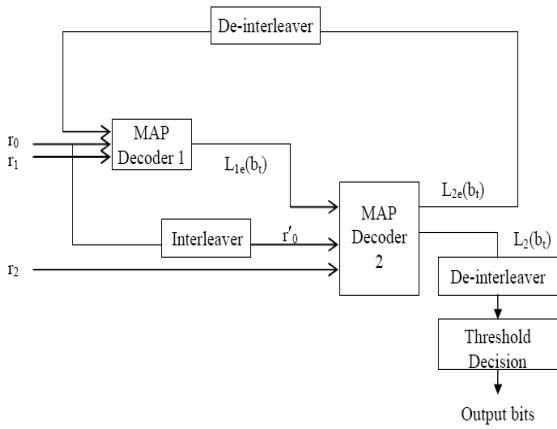 De-interleaver
r₀
r₁
MAP
Decoder 1
L₁ₑ(bₜ)
MAP
Decoder
2
L₂ₑ(bₜ)
Interleaver
r′₀
L₂(bₜ)
r₂
De-interleaver
Threshold
Decision
Output bits